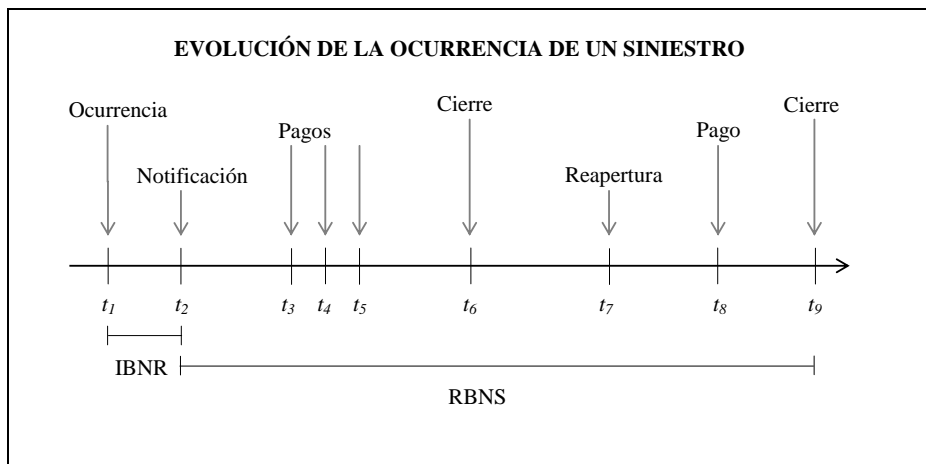 EVOLUCIÓN DE LA OCURRENCIA DE UN SINIESTRO
Ocurrencia
Notificación
Pagos
Cierre
Reapertura
Pago
Cierre
t1 t2 t3 t4 t5 t6 t7 t8 t9
IBNR
RBNS